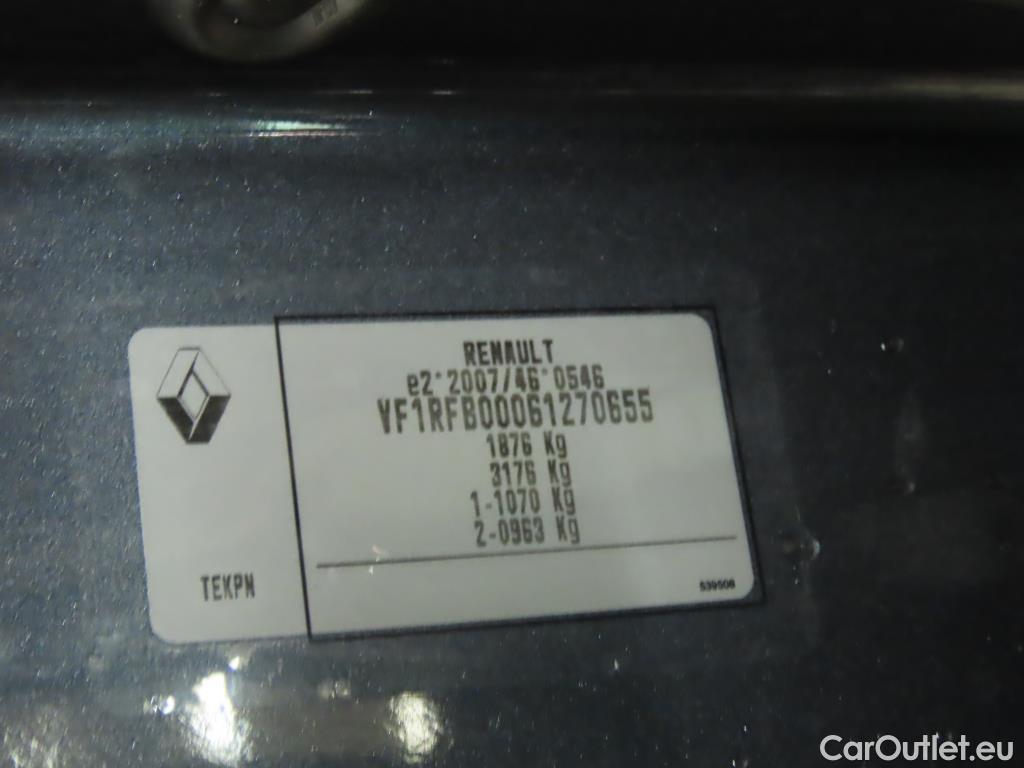 RENAULT
e2*2007/46*0546
VF1RFB00061270655
1876 Kg
3176 Kg
1-1070 Kg
2-0963 Kg
TEKPN
539508
CarOutlet.eu